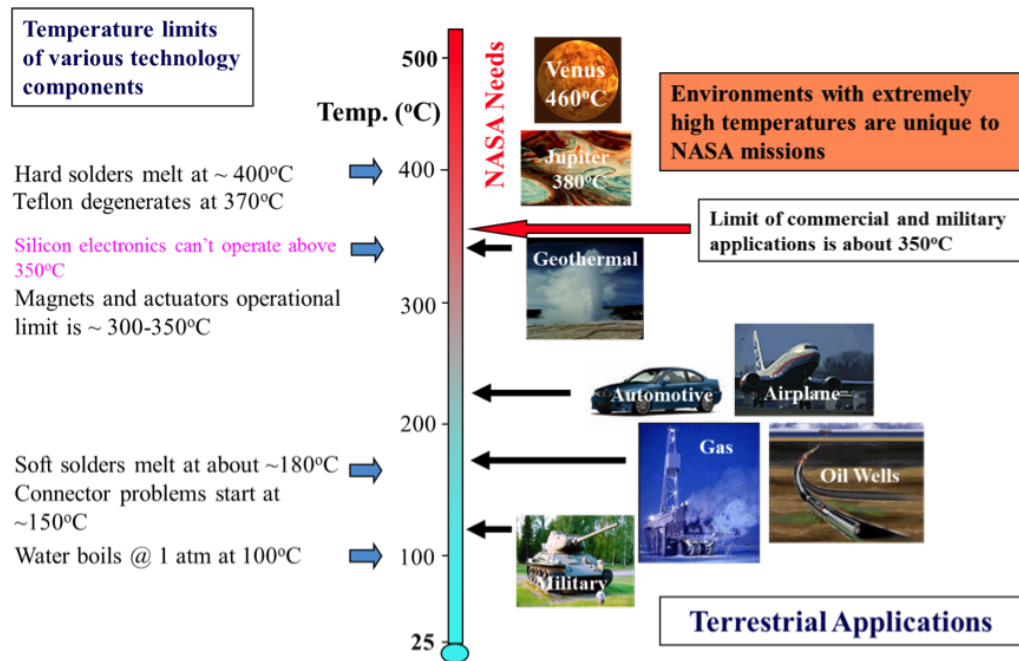 Temperature limits
of various technology
components
Temp. (ºC)
500
400
300
200
100
25
NASA Needs
Hard solders melt at ~ 400ºC
Teflon degenerates at 370ºC
Silicon electronics can’t operate above
350ºC
Magnets and actuators operational
limit is ~ 300-350ºC
Soft solders melt at about ~180ºC
Connector problems start at
~150ºC
Water boils @ 1 atm at 100ºC
Venus
460ºC
Jupiter
380ºC
Environments with extremely
high temperatures are unique to
NASA missions
Limit of commercial and military
applications is about 350ºC
Geothermal
Automotive
Airplane
Gas
Oil Wells
Military
Terrestrial Applications